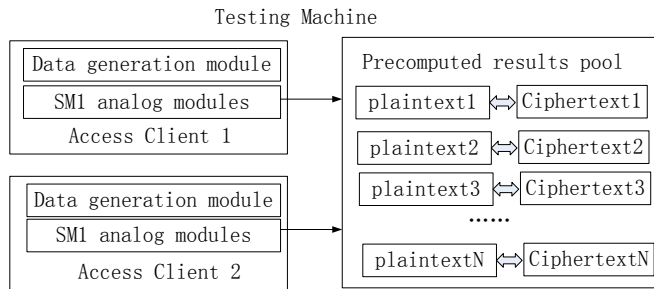 Testing Machine
Data generation module
SM1 analog modules
Access Client 1
Data generation module
SM1 analog modules
Access Client 2
Precomputed results pool
plaintext1 Ciphertext1
plaintext2 Ciphertext2
plaintext3 Ciphertext3
……
plaintextN CiphertextN